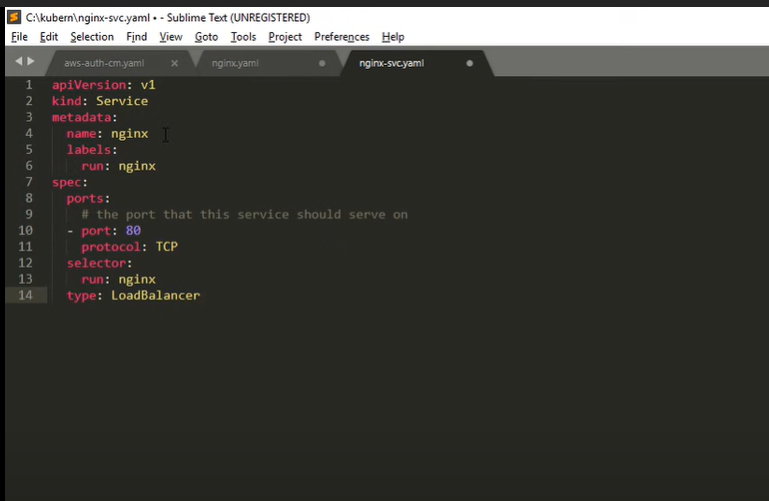 C:\kubern\nginx-svc.yaml • - Sublime Text (UNREGISTERED)
File Edit Selection Find View Goto Tools Project Preferences Help
aws-auth-cm.yaml × nginx.yaml nginx-svc.yaml
1 apiVersion: v1
2 kind: Service
3 metadata:
4   name: nginx
5   labels:
6     run: nginx
7 spec:
8   ports:
9     # the port that this service should serve on
10   - port: 80
11     protocol: TCP
12   selector:
13     run: nginx
14   type: LoadBalancer